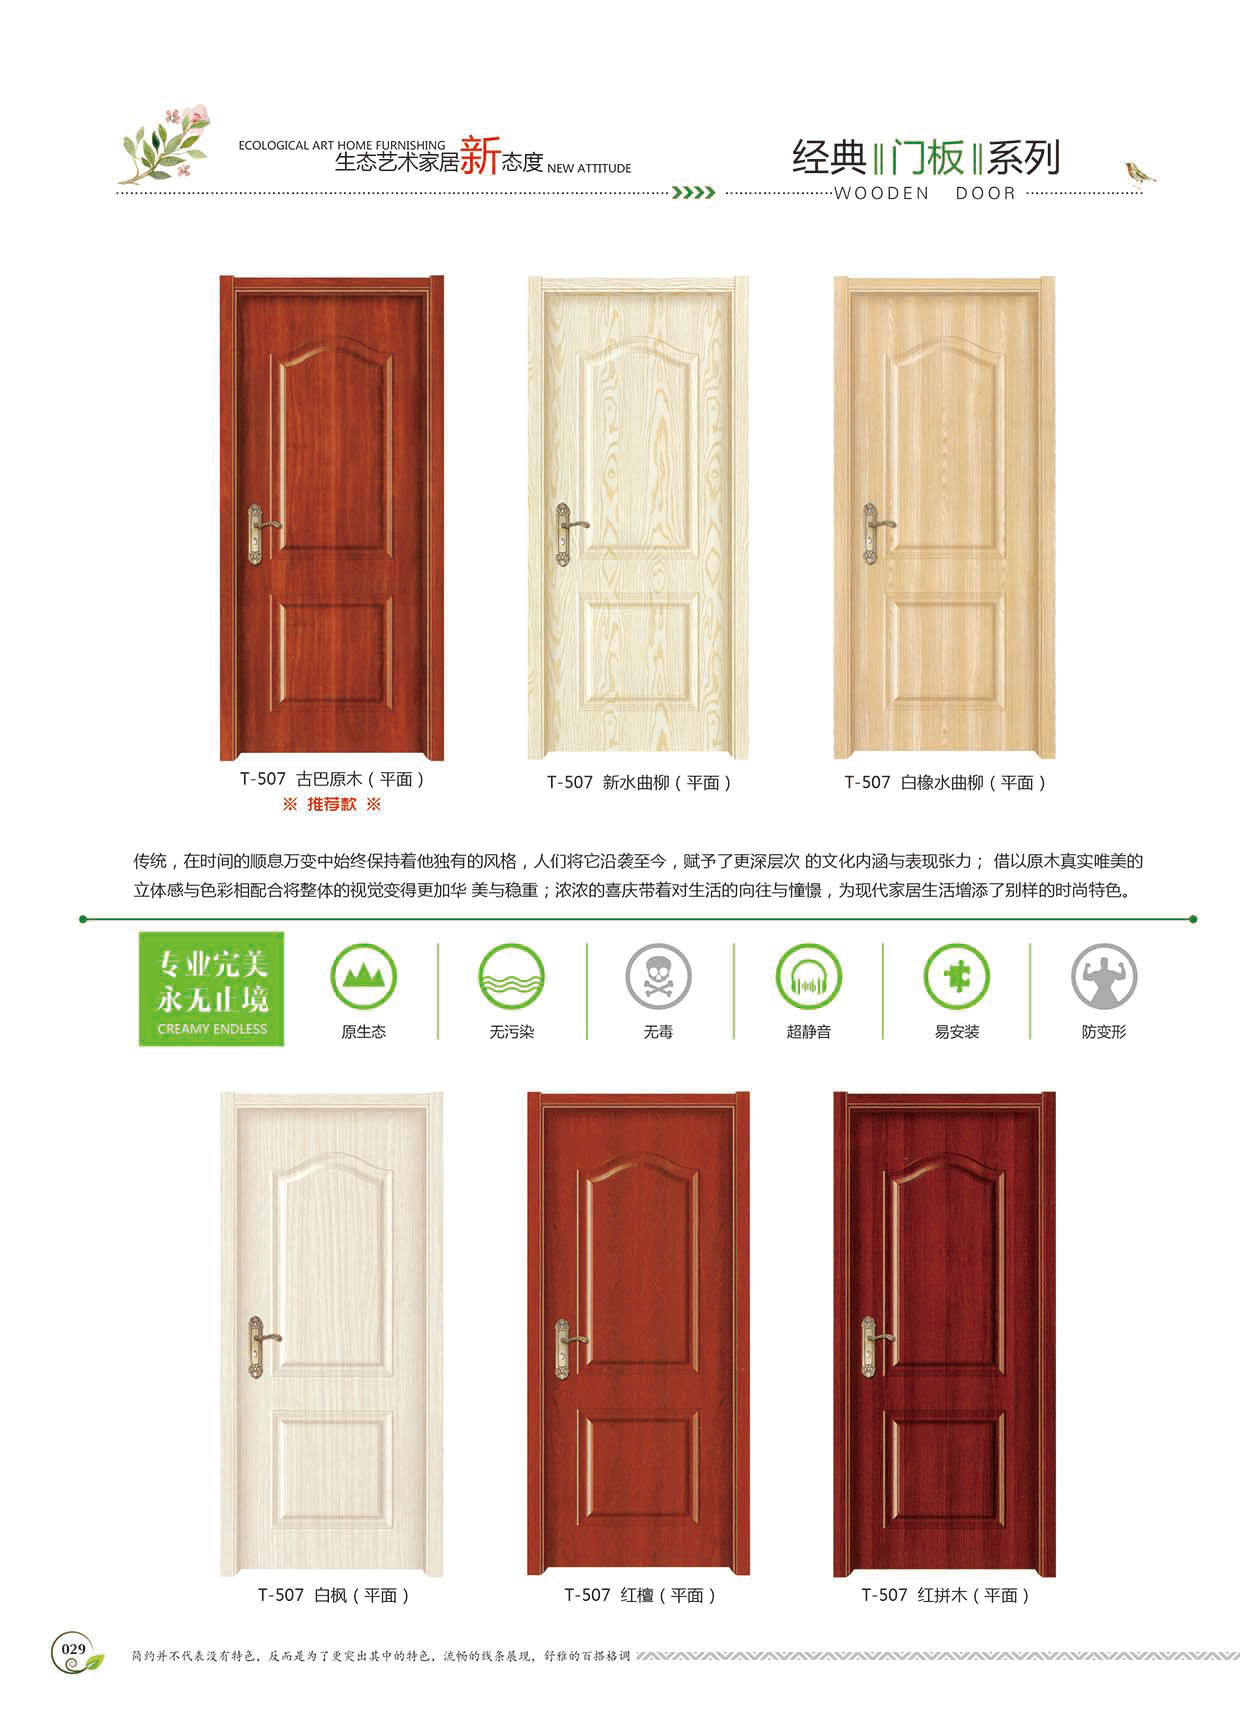 ECOLOGICAL ART HOME FURNISHING
生态艺术家居新态度 NEW ATTITUDE
经典门板系列
WOODEN DOOR
T-507 古巴原木（平面）
※ 推荐款 ※
T-507 新水曲柳（平面）
T-507 白橡水曲柳（平面）
传统，在时间的顺息万变中始终保持着他独有的风格，人们将它沿袭至今，赋予了更深层次 的文化内涵与表现张力； 借以原木真实唯美的
立体感与色彩相配合将整体的视觉变得更加华 美与稳重；浓浓的喜庆带着对生活的向往与憧憬，为现代家居生活增添了别样的时尚特色。
专业完美
永无止境
CREAMY ENDLESS
原生态
无污染
无毒
超静音
易安装
防变形
T-507 白枫（平面）
T-507 红檀（平面）
T-507 红拼木（平面）
029
简约并不代表没有特色，反而是为了更突出其中的特色，流畅的线条展现，舒雅的百搭格调